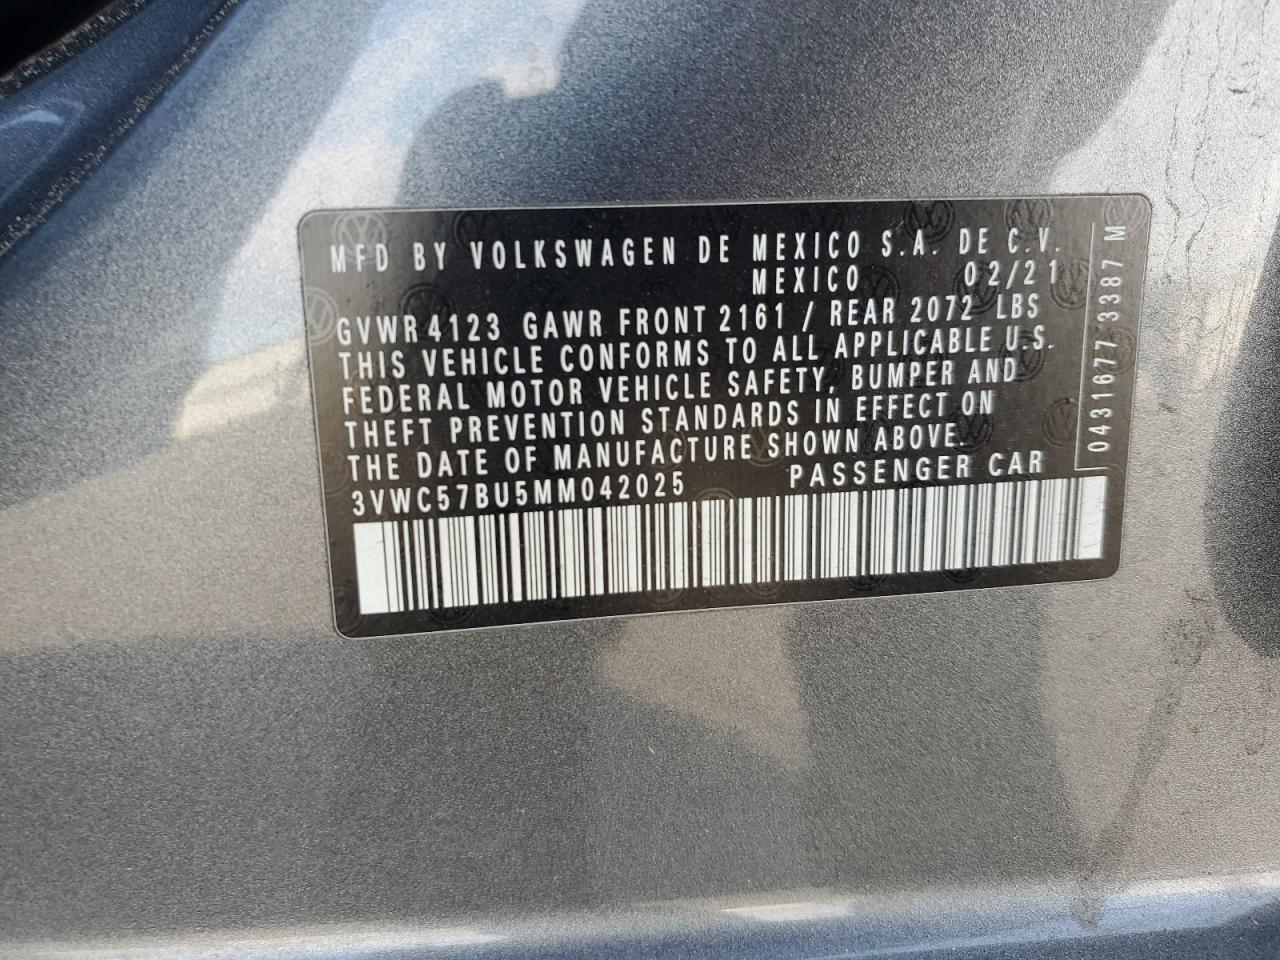 MFD BY VOLKSWAGEN DE MEXICO S.A. DE C.V.
MEXICO 02/21
GVWR 4123 GAWR FRONT 2161 / REAR 2072 LBS
THIS VEHICLE CONFORMS TO ALL APPLICABLE U.S.
FEDERAL MOTOR VEHICLE SAFETY, BUMPER AND
THEFT PREVENTION STANDARDS IN EFFECT ON
THE DATE OF MANUFACTURE SHOWN ABOVE.
3VWC57BU5MM042025 PASSENGER CAR
0431677 3387 M